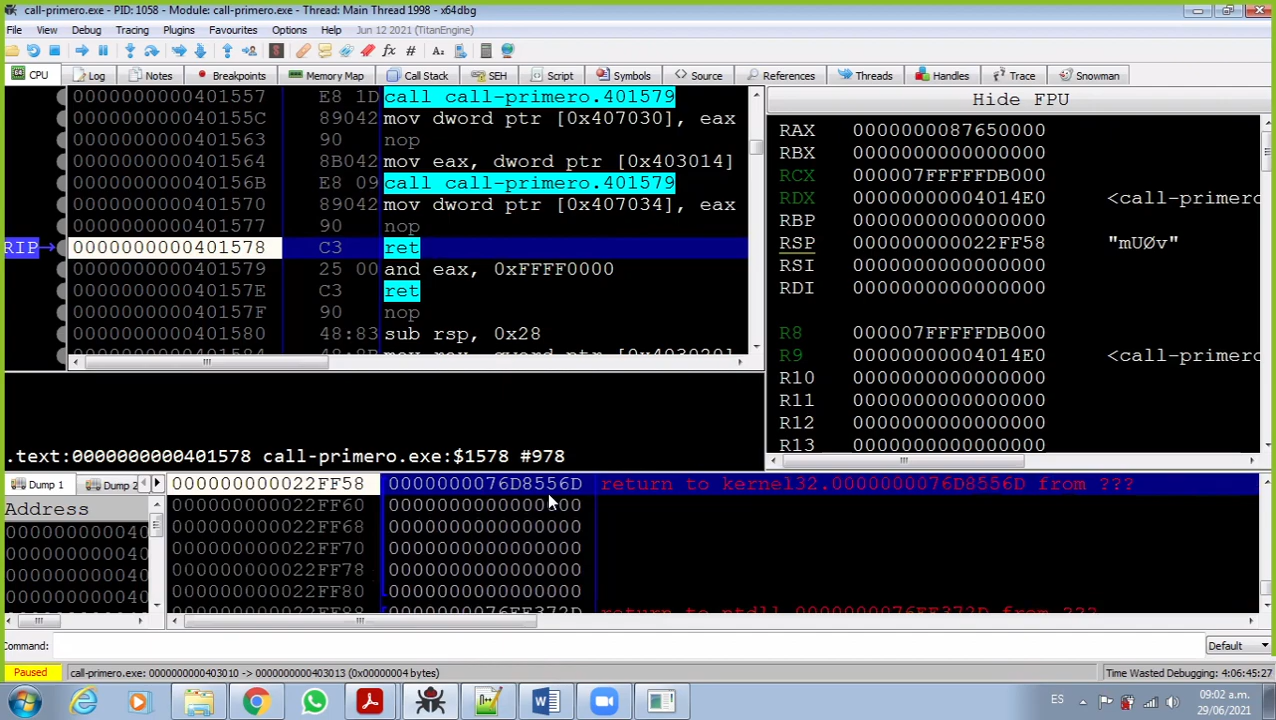 call-primero.exe - PID: 1058 - Module: call-primero.exe - Thread: Main Thread 1998 - x64dbg
File View Debug Tracing Plugins Favourites Options Help Jun 12 2021 (TitanEngine)
CPU Log Notes Breakpoints Memory Map Call Stack SEH Script Symbols Source References Threads Handles Trace Snowman
0000000000401557 E8 1D call call-primero.401579
000000000040155C 89042 mov dword ptr [0x407030], eax
0000000000401563 90 nop
0000000000401564 8B042 mov eax, dword ptr [0x403014]
000000000040156B E8 09 call call-primero.401579
0000000000401570 89042 mov dword ptr [0x407034], eax
0000000000401577 90 nop
RIP 0000000000401578 C3 ret
0000000000401579 25 00 and eax, 0xFFFF0000
000000000040157E C3 ret
000000000040157F 90 nop
0000000000401580 48:83 sub rsp, 0x28
Hide FPU
RAX 0000000087650000
RBX 0000000000000000
RCX 000007FFFFFDB000
RDX 00000000004014E0 <call-primero
RBP 0000000000000000
RSP 000000000022FF58 "mUØv"
RSI 0000000000000000
RDI 0000000000000000
R8 000007FFFFFDB000
R9 00000000004014E0 <call-primero
R10 0000000000000000
R11 0000000000000000
R12 0000000000000000
R13 0000000000000000
.text:0000000000401578 call-primero.exe:$1578 #978
Dump 1 Dump 2
Address
0000000000040
0000000000040
0000000000040
0000000000040
000000000022FF58 0000000076D8556D return to kernel32.0000000076D8556D from ???
000000000022FF60 0000000000000000
000000000022FF68 0000000000000000
000000000022FF70 0000000000000000
000000000022FF78 0000000000000000
000000000022FF80 0000000000000000
Command: Default
Paused call-primero.exe: 0000000000403010 -> 0000000000403013 (0x00000004 bytes) Time Wasted Debugging: 4:06:45:27
ES 09:02 a.m.
29/06/2021